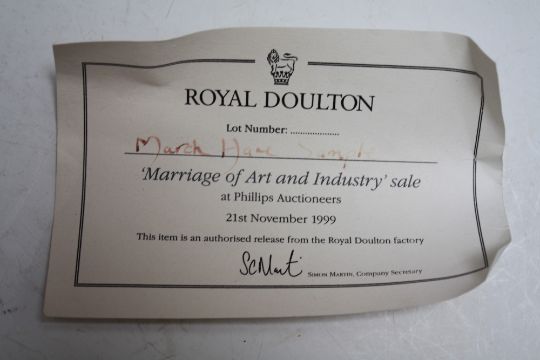 ROYAL DOULTON
Lot Number: ....................
March Hare Sample
'Marriage of Art and Industry' sale
at Phillips Auctioneers
21st November 1999
This item is an authorised release from the Royal Doulton factory
SIMON MARTIN, Company Secretary